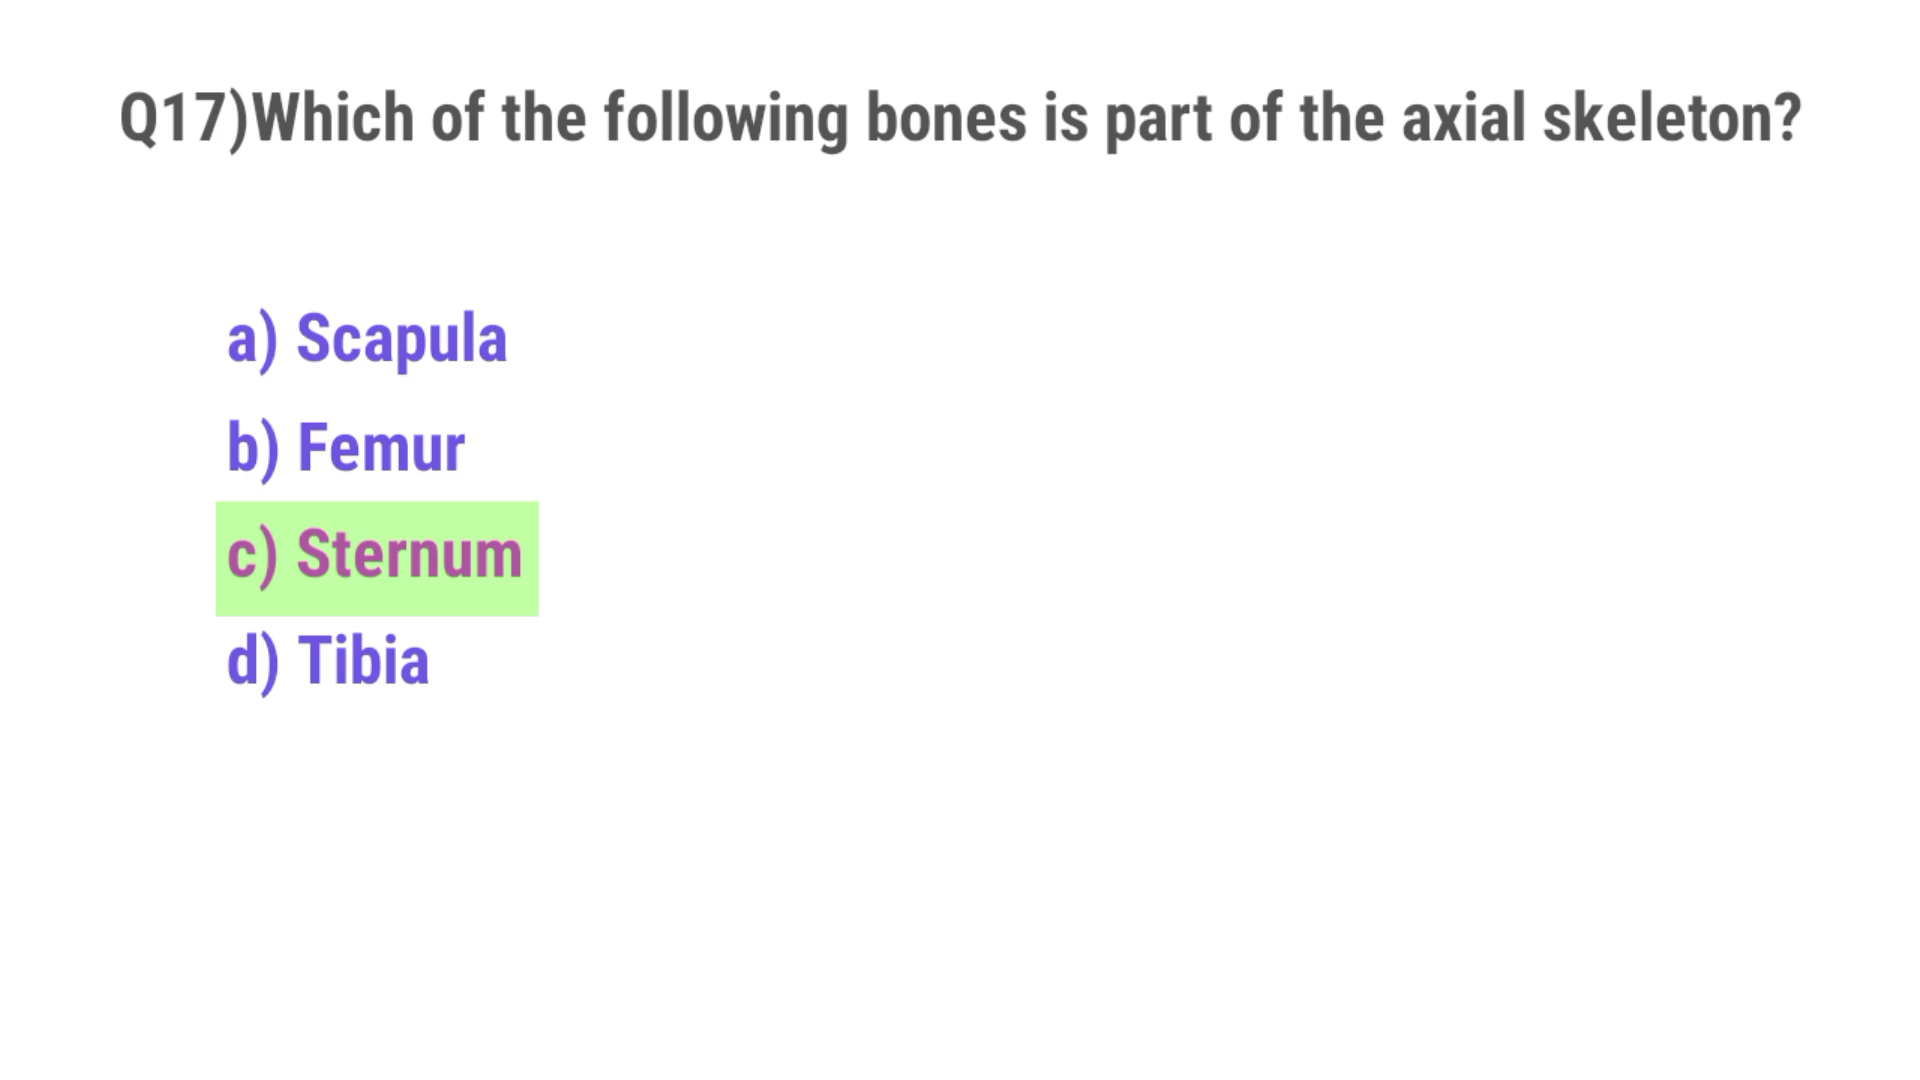 Q17)Which of the following bones is part of the axial skeleton?
a) Scapula
b) Femur
c) Sternum
d) Tibia